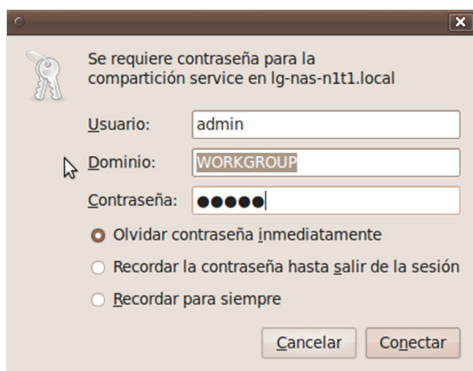 Se requiere contraseña para la
compartición service en lg-nas-n1t1.local
Usuario: admin
Dominio: WORKGROUP
Contraseña: ●●●●●
Olvidar contraseña inmediatamente
Recordar la contraseña hasta salir de la sesión
Recordar para siempre
Cancelar Conectar